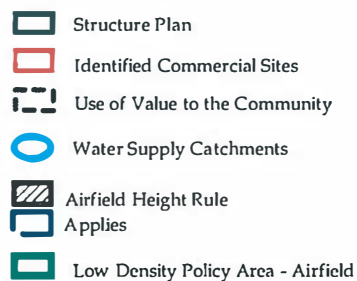 Structure Plan
Identified Commercial Sites
Use of Value to the Community
Water Supply Catchments
Airfield Height Rule
Applies
Low Density Policy Area - Airfield